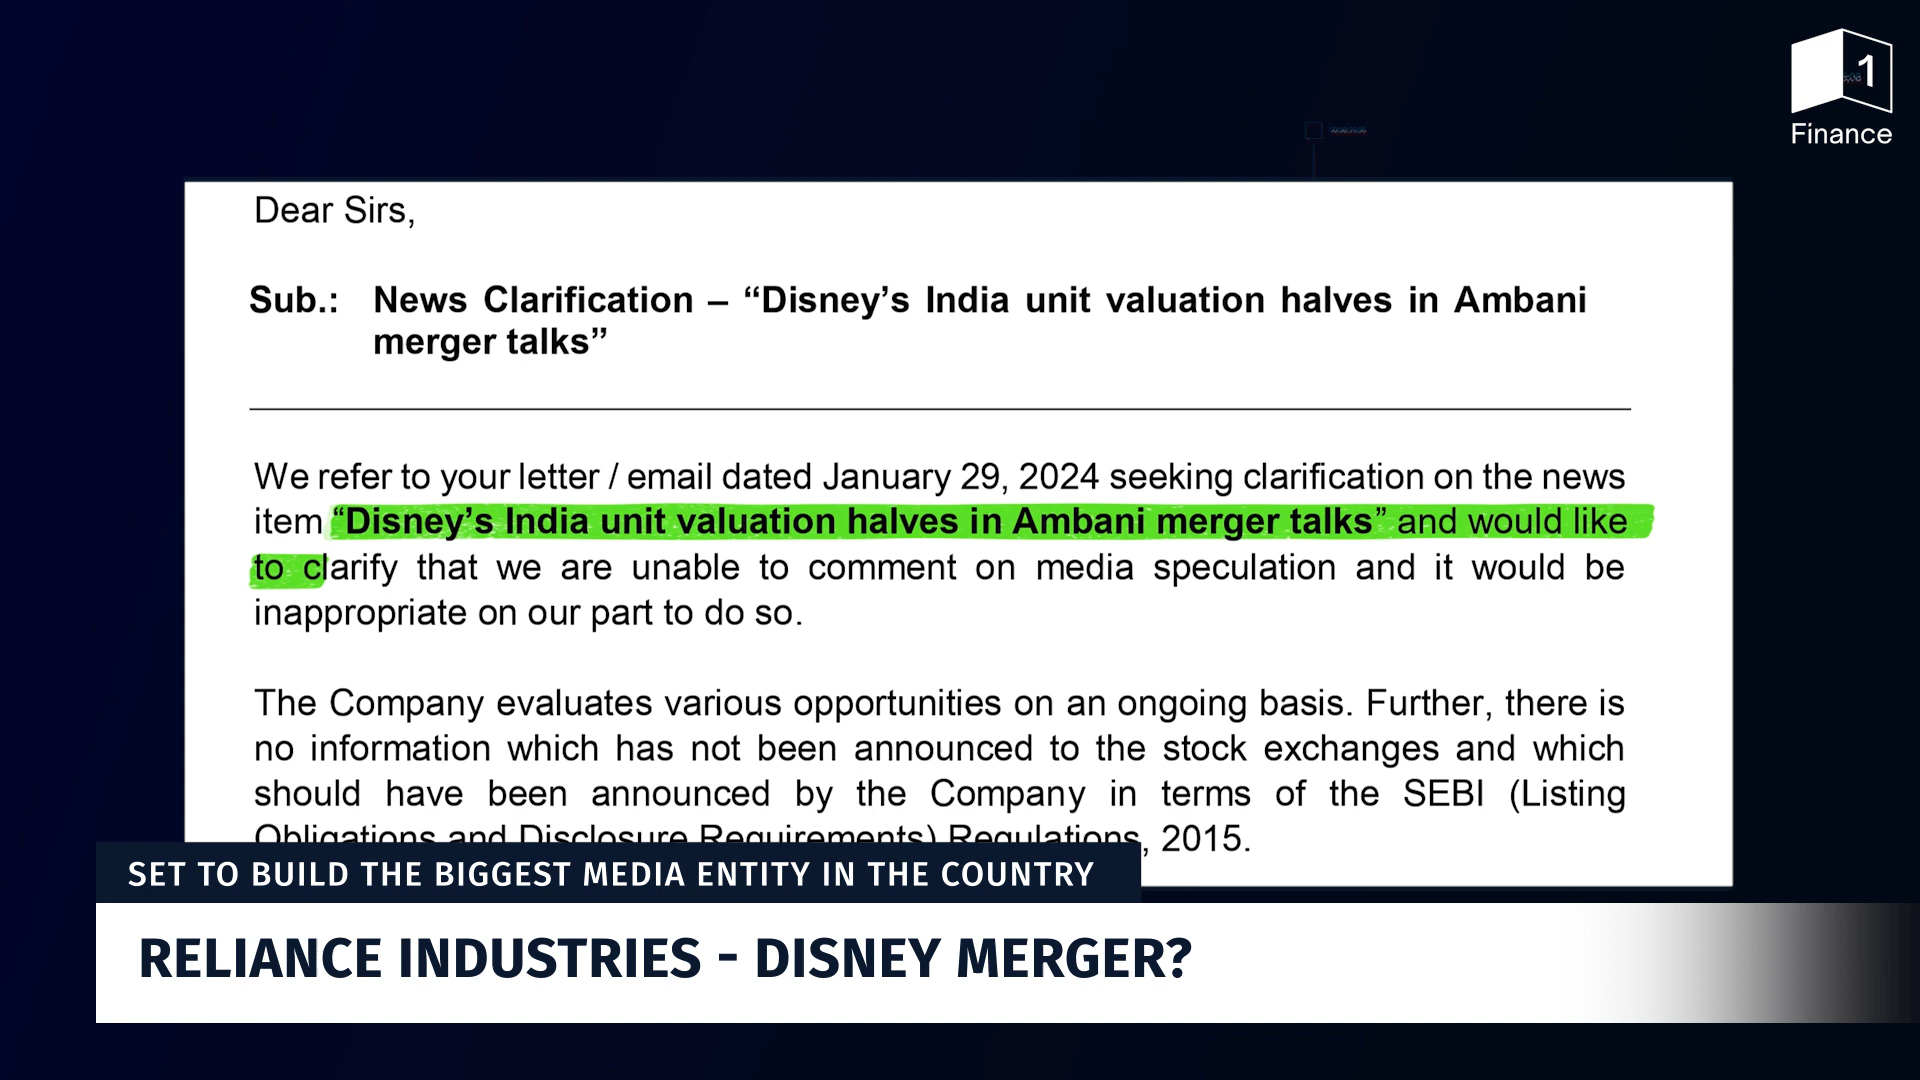 1
Finance
Dear Sirs,
Sub.: News Clarification – “Disney’s India unit valuation halves in Ambani
merger talks”
We refer to your letter / email dated January 29, 2024 seeking clarification on the news
item “Disney’s India unit valuation halves in Ambani merger talks” and would like
to clarify that we are unable to comment on media speculation and it would be
inappropriate on our part to do so.
The Company evaluates various opportunities on an ongoing basis. Further, there is
no information which has not been announced to the stock exchanges and which
should have been announced by the Company in terms of the SEBI (Listing
Obligations and Disclosure Requirements) Regulations, 2015.
SET TO BUILD THE BIGGEST MEDIA ENTITY IN THE COUNTRY
RELIANCE INDUSTRIES - DISNEY MERGER?